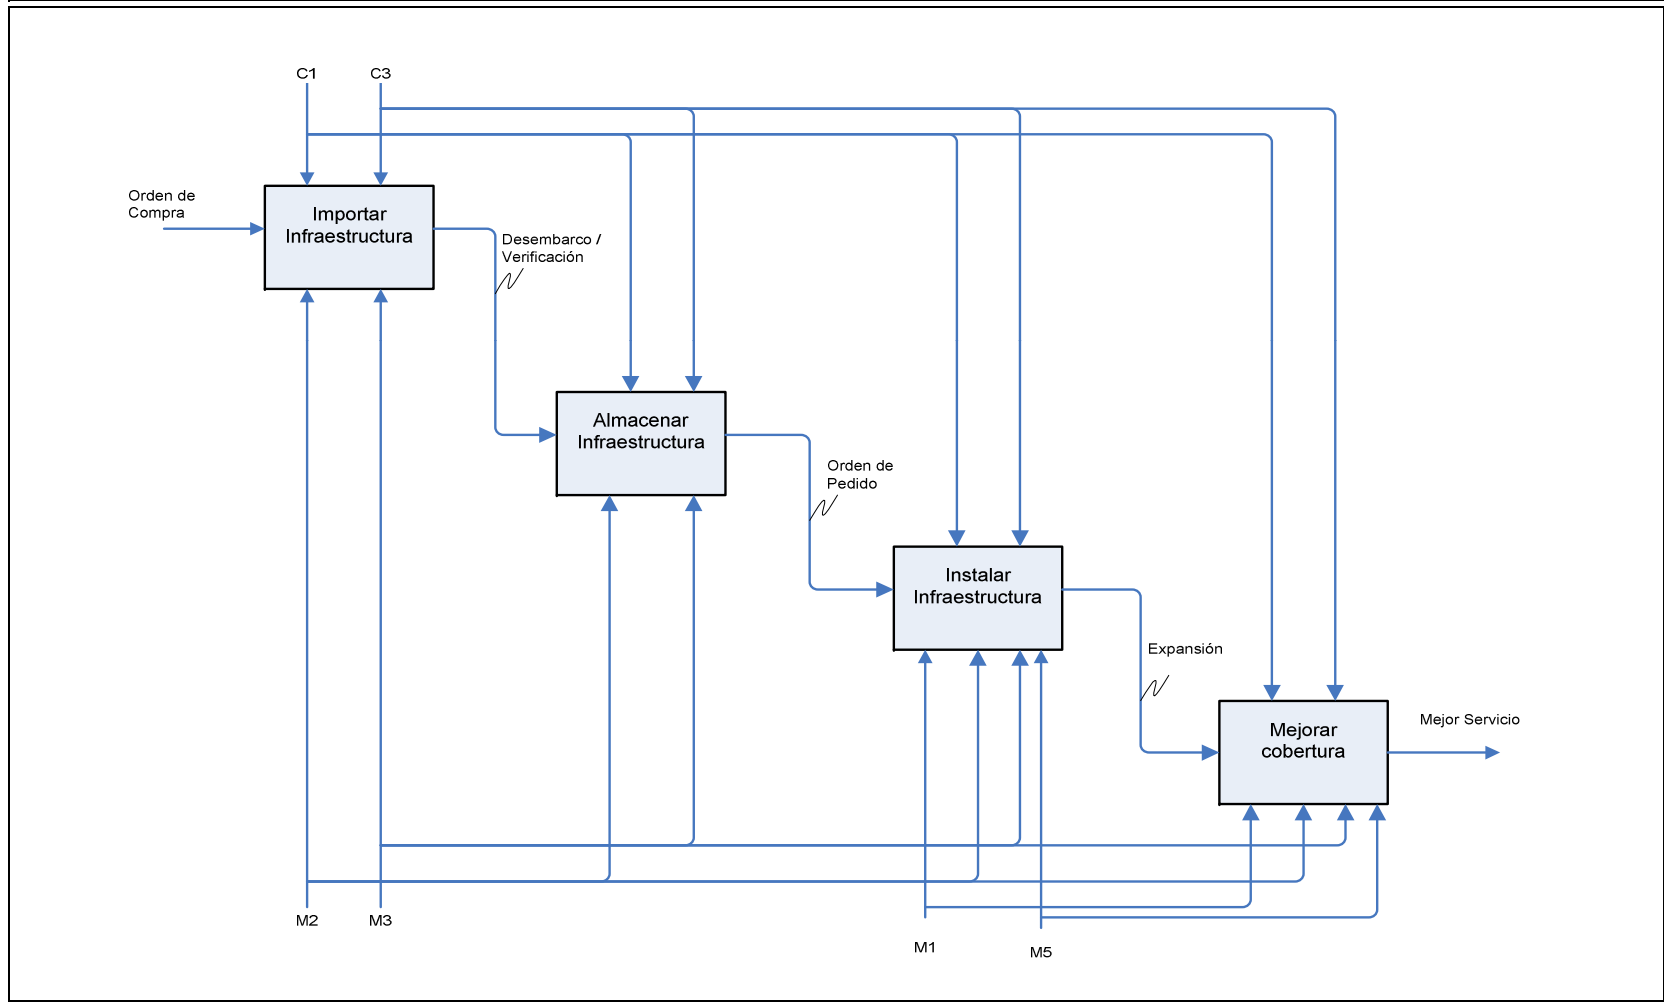 C1
C3
Orden de
Compra
Importar
Infraestructura
Desembarco /
Verificación
Almacenar
Infraestructura
Orden de
Pedido
Instalar
Infraestructura
Expansión
Mejorar
cobertura
Mejor Servicio
M2
M3
M1
M5